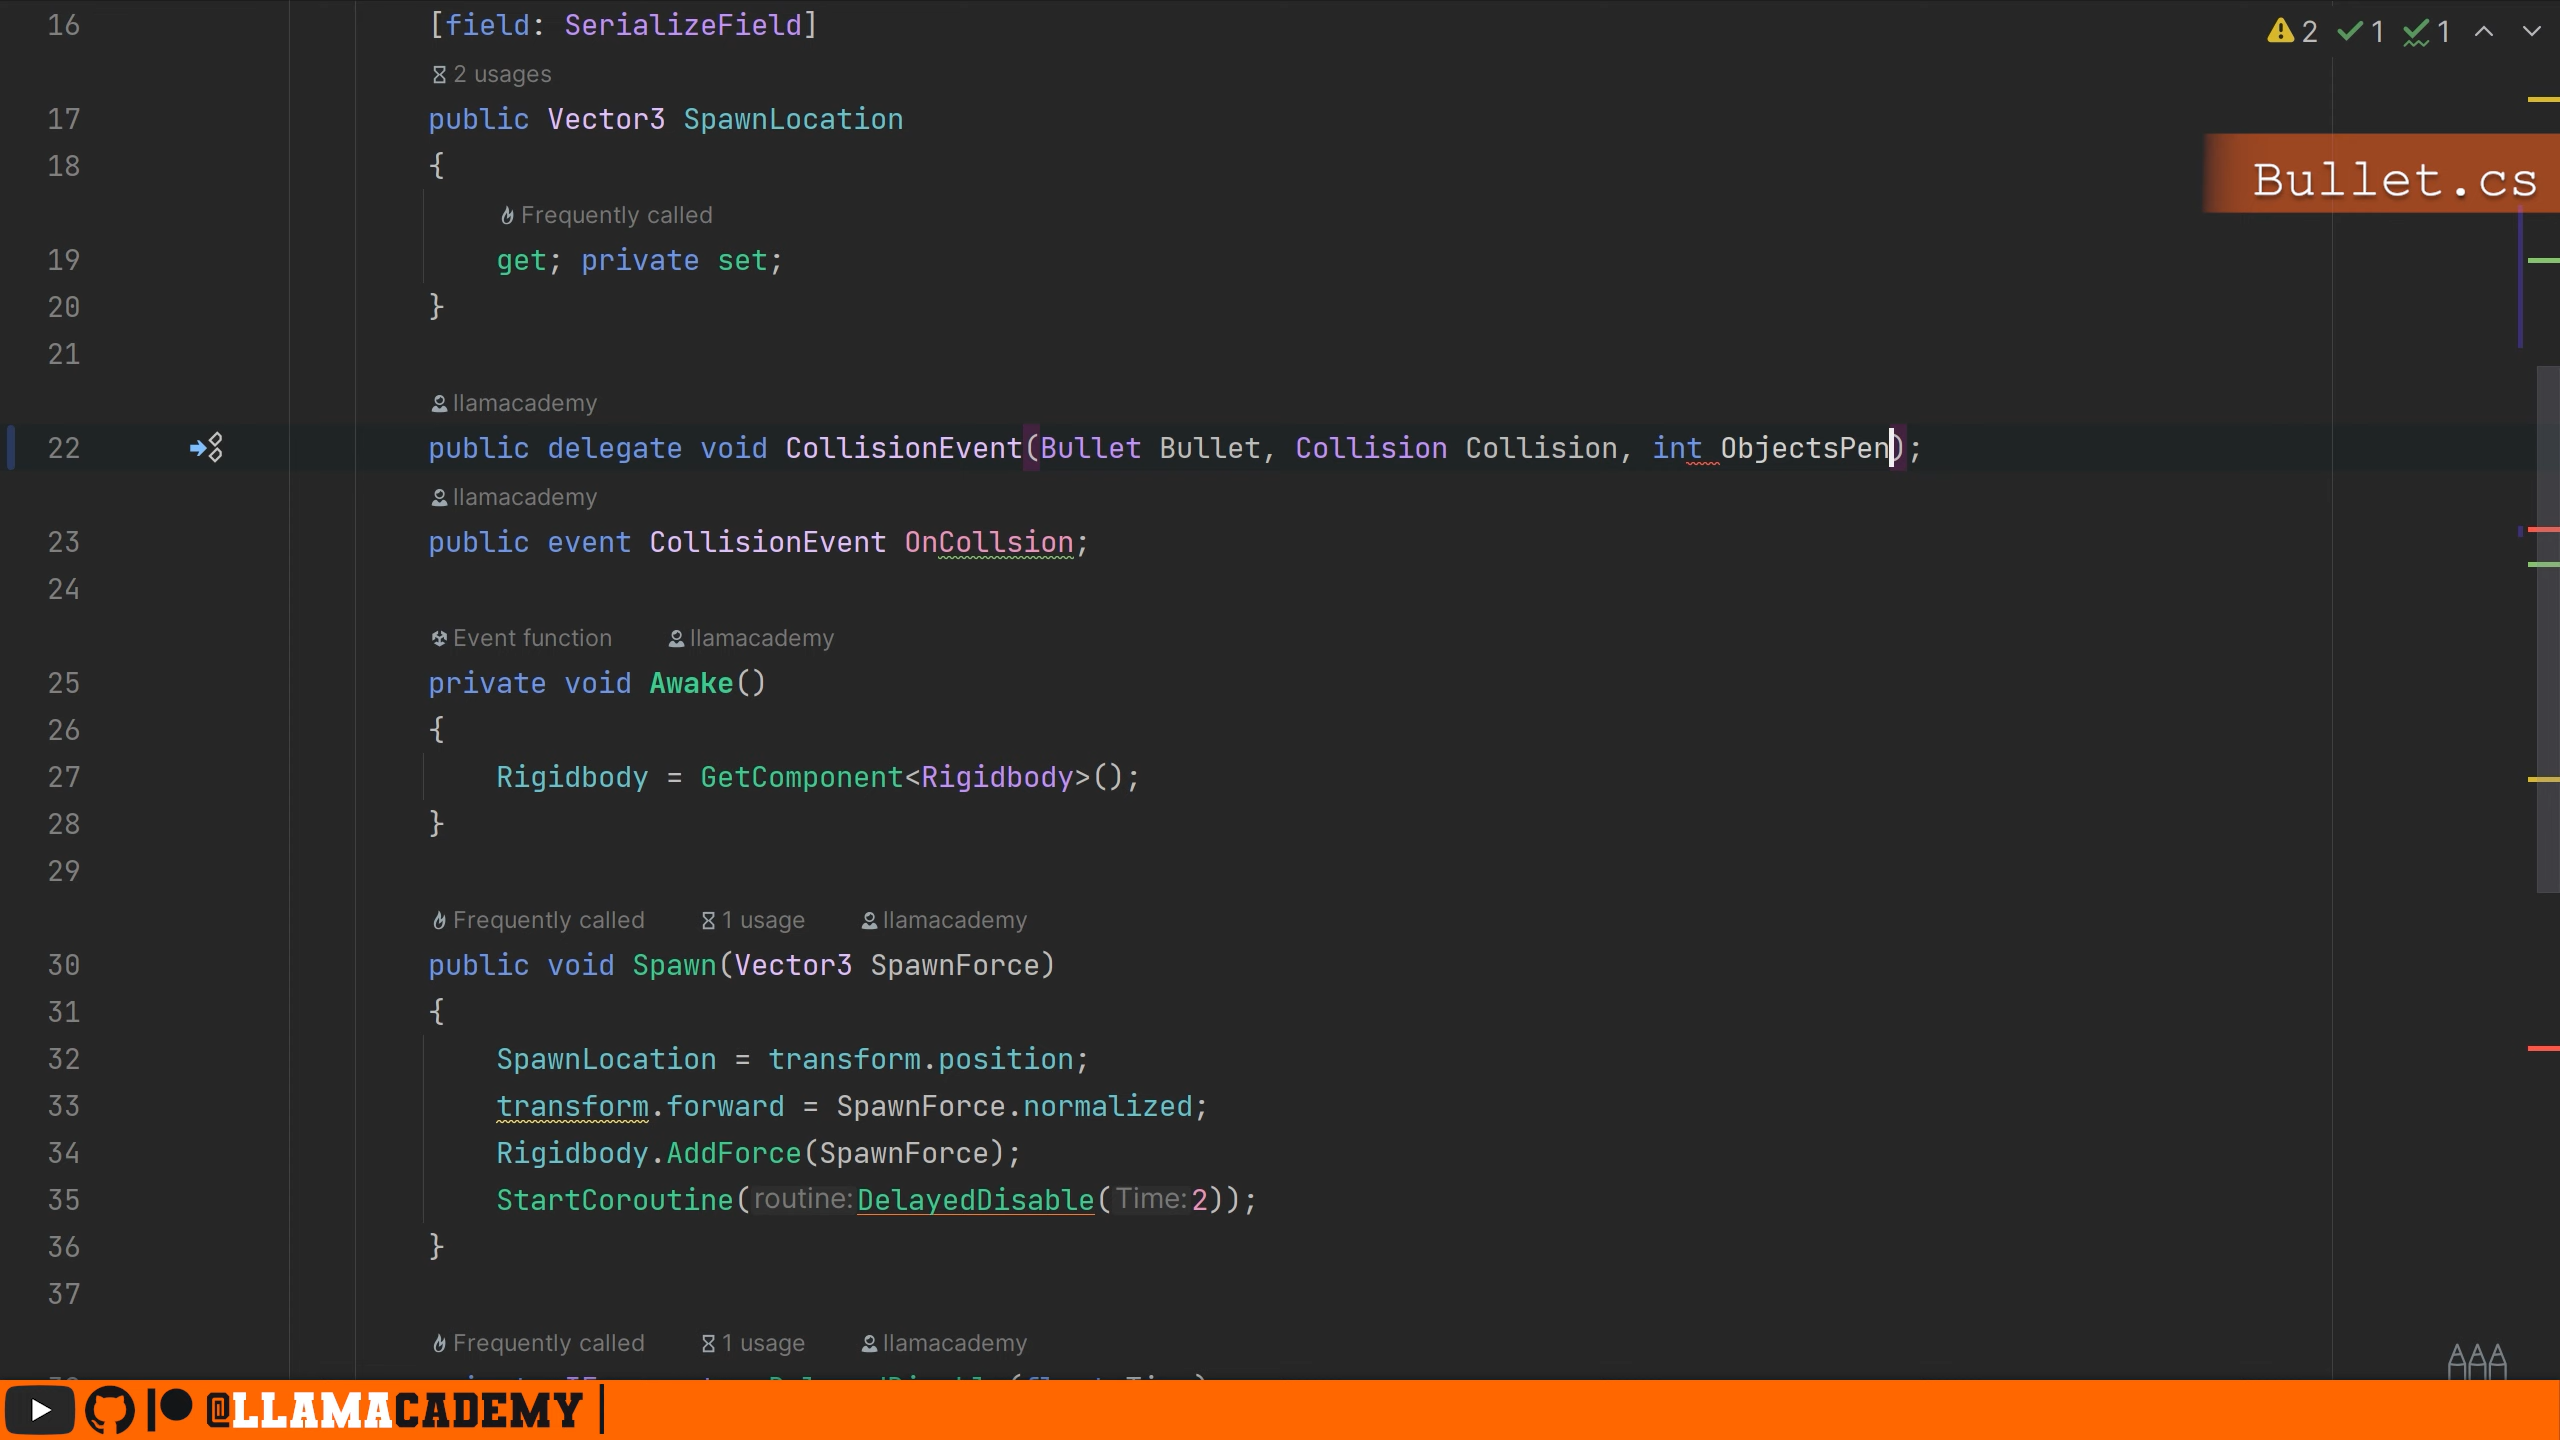 16 [field: SerializeField]
2 1 1
2 usages
17 public Vector3 SpawnLocation
18 {
Bullet.cs
Frequently called
19 get; private set;
20 }
21
llamacademy
22 public delegate void CollisionEvent(Bullet Bullet, Collision Collision, int ObjectsPen);
llamacademy
23 public event CollisionEvent OnCollsion;
24
Event function llamacademy
25 private void Awake()
26 {
27 Rigidbody = GetComponent<Rigidbody>();
28 }
29
Frequently called 1 usage llamacademy
30 public void Spawn(Vector3 SpawnForce)
31 {
32 SpawnLocation = transform.position;
33 transform.forward = SpawnForce.normalized;
34 Rigidbody.AddForce(SpawnForce);
35 StartCoroutine(routine:DelayedDisable(Time:2));
36 }
37
Frequently called 1 usage llamacademy
@LLAMACADEMY